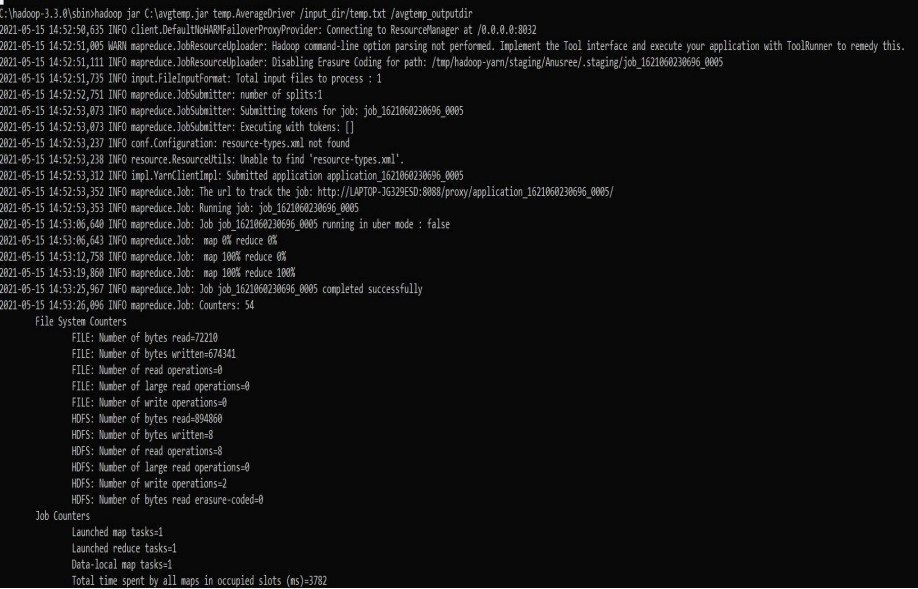 C:\hadoop-3.3.0\sbin>hadoop jar C:\avgtemp.jar temp.AverageDriver /input_dir/temp.txt /avgtemp_outputdir
2021-05-15 14:52:50,635 INFO client.DefaultNoHARMFailoverProxyProvider: Connecting to ResourceManager at /0.0.0.0:8032
2021-05-15 14:52:51,005 WARN mapreduce.JobResourceUploader: Hadoop command-line option parsing not performed. Implement the Tool interface and execute your application with ToolRunner to remedy this.
2021-05-15 14:52:51,111 INFO mapreduce.JobResourceUploader: Disabling Erasure Coding for path: /tmp/hadoop-yarn/staging/Anusree/.staging/job_1621060230696_0005
2021-05-15 14:52:51,735 INFO input.FileInputFormat: Total input files to process : 1
2021-05-15 14:52:52,751 INFO mapreduce.JobSubmitter: number of splits:1
2021-05-15 14:52:53,073 INFO mapreduce.JobSubmitter: Submitting tokens for job: job_1621060230696_0005
2021-05-15 14:52:53,073 INFO mapreduce.JobSubmitter: Executing with tokens: []
2021-05-15 14:52:53,237 INFO conf.Configuration: resource-types.xml not found
2021-05-15 14:52:53,238 INFO resource.ResourceUtils: Unable to find 'resource-types.xml'.
2021-05-15 14:52:53,312 INFO impl.YarnClientImpl: Submitted application application_1621060230696_0005
2021-05-15 14:52:53,352 INFO mapreduce.Job: The url to track the job: http://LAPTOP-JG329ESD:8088/proxy/application_1621060230696_0005/
2021-05-15 14:52:53,353 INFO mapreduce.Job: Running job: job_1621060230696_0005
2021-05-15 14:53:06,640 INFO mapreduce.Job: Job job_1621060230696_0005 running in uber mode : false
2021-05-15 14:53:06,643 INFO mapreduce.Job:  map 0% reduce 0%
2021-05-15 14:53:12,758 INFO mapreduce.Job:  map 100% reduce 0%
2021-05-15 14:53:19,860 INFO mapreduce.Job:  map 100% reduce 100%
2021-05-15 14:53:25,967 INFO mapreduce.Job: Job job_1621060230696_0005 completed successfully
2021-05-15 14:53:26,096 INFO mapreduce.Job: Counters: 54
File System Counters
FILE: Number of bytes read=72210
FILE: Number of bytes written=674341
FILE: Number of read operations=0
FILE: Number of large read operations=0
FILE: Number of write operations=0
HDFS: Number of bytes read=894860
HDFS: Number of bytes written=8
HDFS: Number of read operations=8
HDFS: Number of large read operations=0
HDFS: Number of write operations=2
HDFS: Number of bytes read erasure-coded=0
Job Counters
Launched map tasks=1
Launched reduce tasks=1
Data-local map tasks=1
Total time spent by all maps in occupied slots (ms)=3782